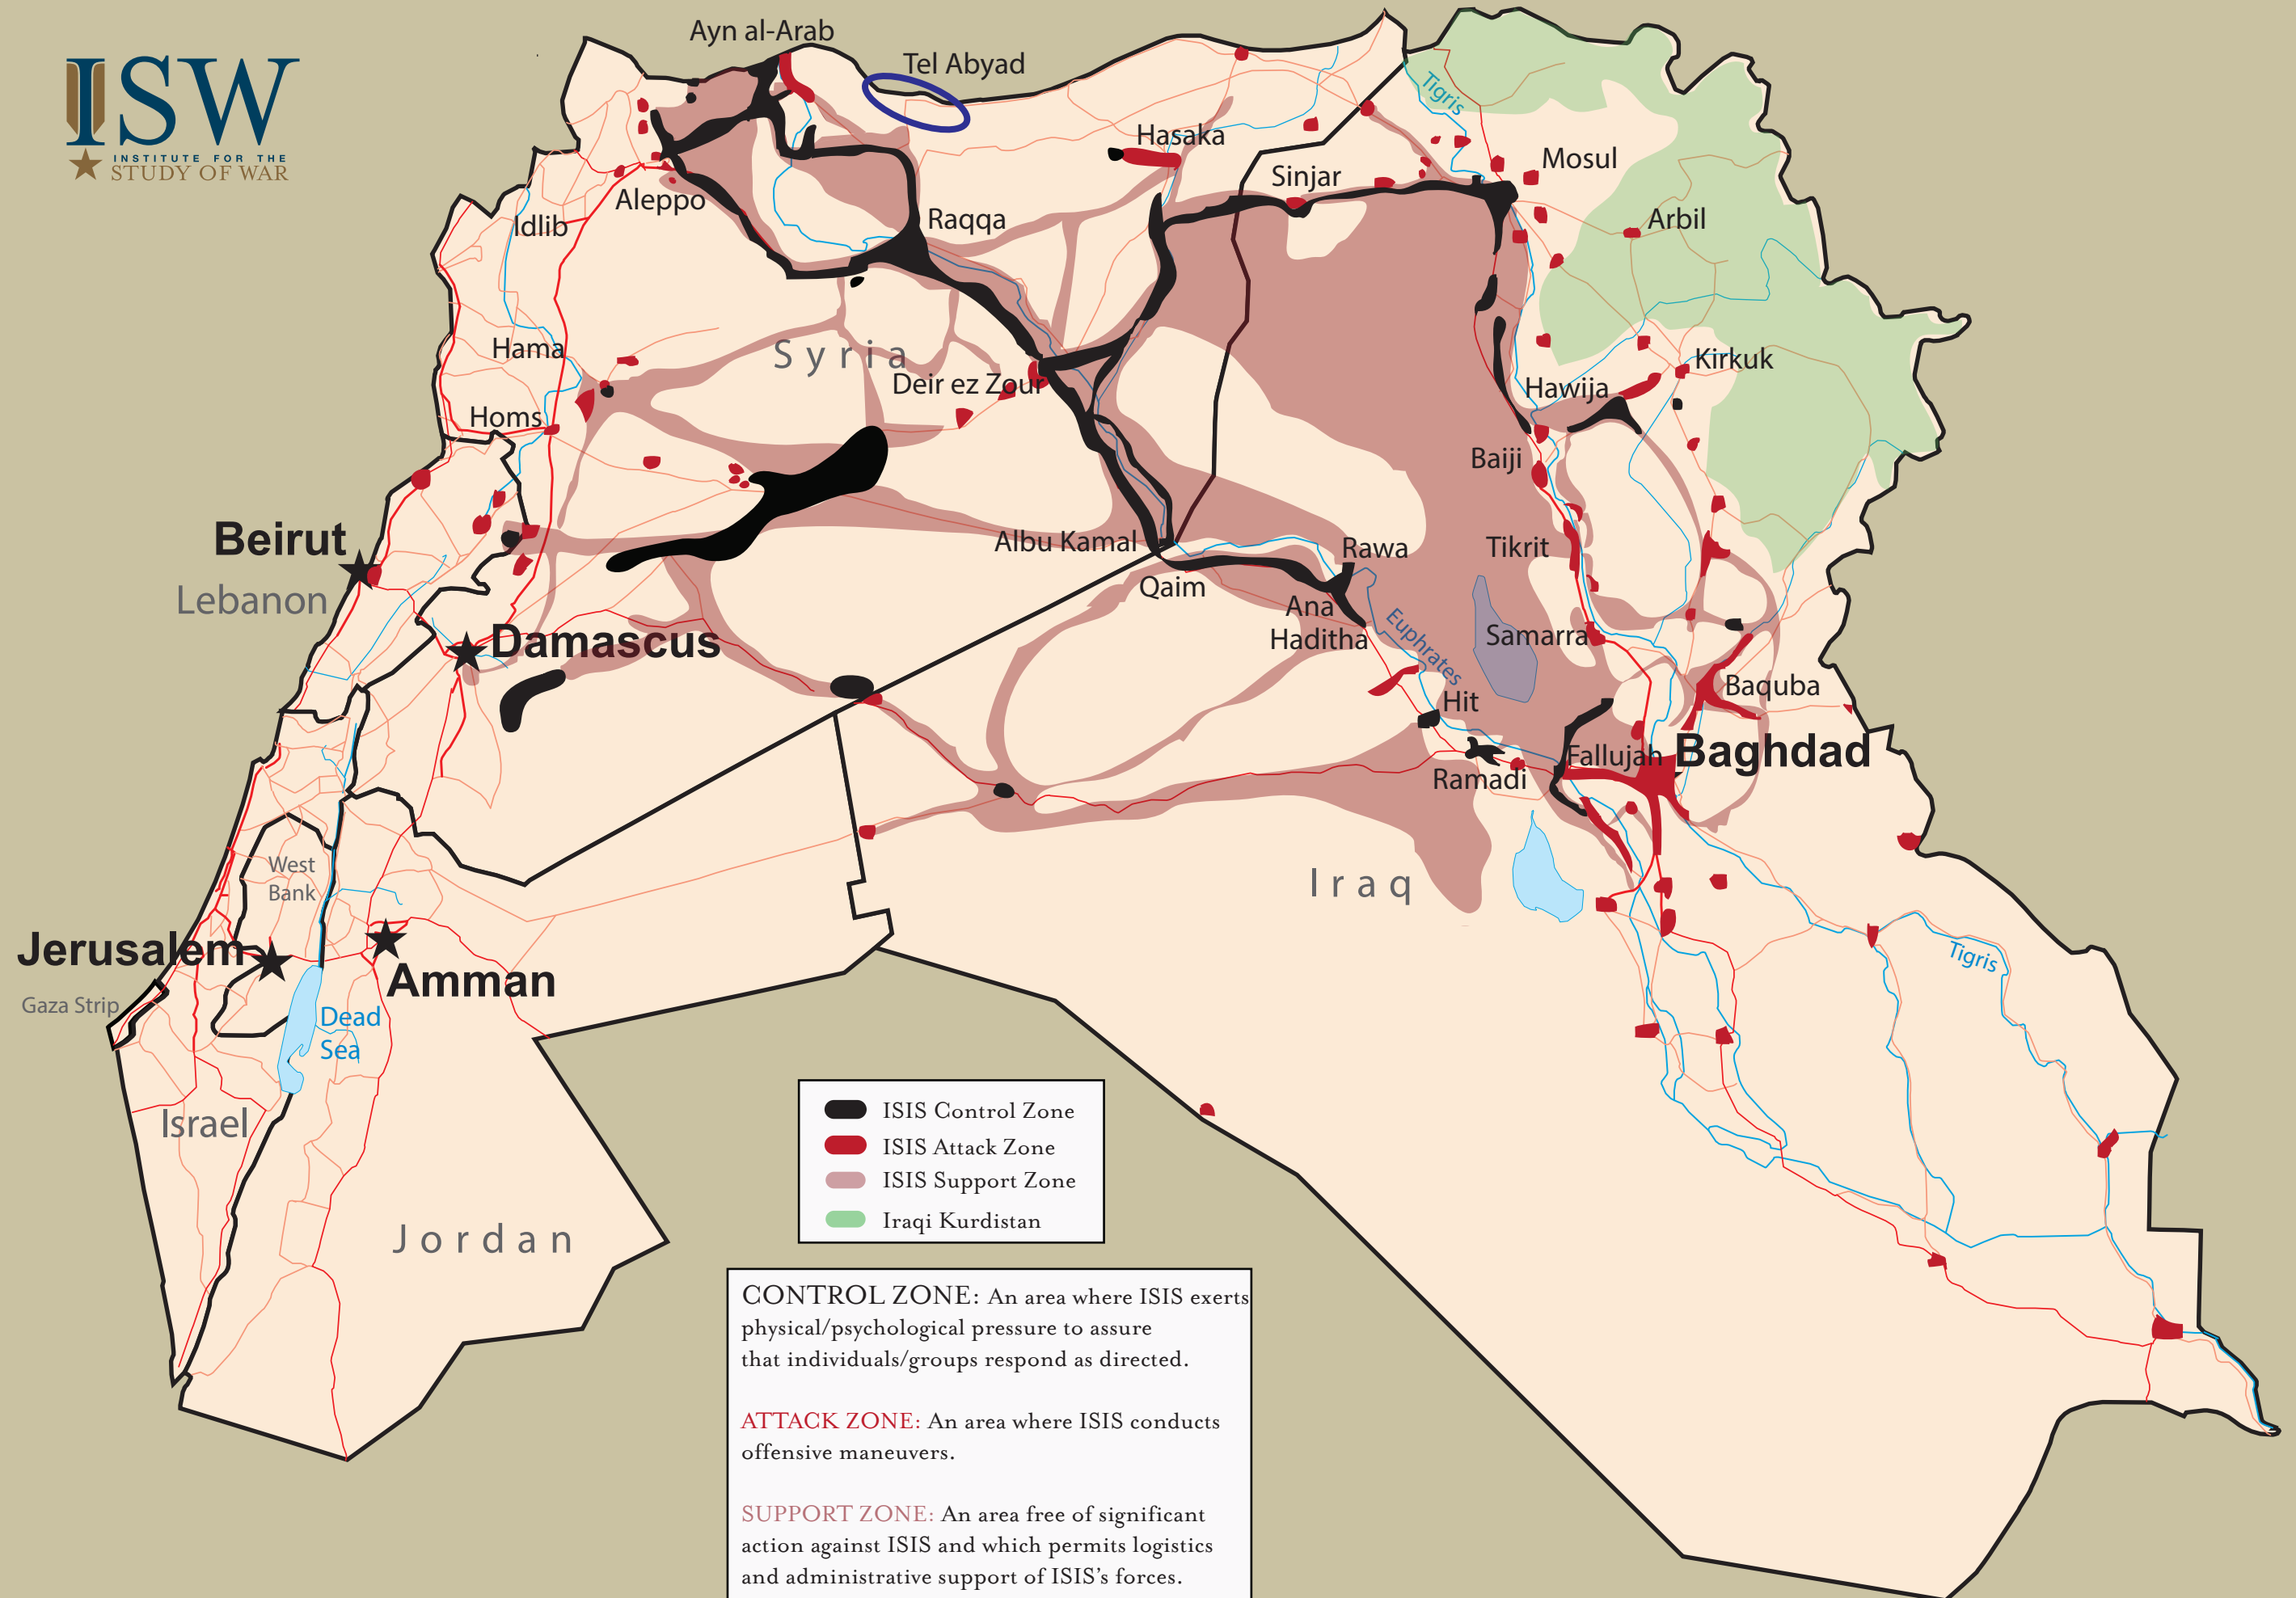 ISW
INSTITUTE FOR THE
STUDY OF WAR
Ayn al-Arab
Tel Abyad
Tigris
Hasaka
Mosul
Sinjar
Aleppo
Idlib
Raqqa
Arbil
Hama
Syria
Kirkuk
Deir ez Zour
Hawija
Homs
Baiji
Beirut
Albu Kamal
Rawa
Tikrit
Lebanon
Qaim
Ana
Haditha
Euphrates
Samarra
Damascus
Baquba
Hit
Fallujah
Baghdad
Ramadi
West
Bank
Iraq
Jerusalem
Amman
Tigris
Gaza Strip
Dead
Sea
Israel
Jordan
ISIS Control Zone
ISIS Attack Zone
ISIS Support Zone
Iraqi Kurdistan
CONTROL ZONE: An area where ISIS exerts
physical/psychological pressure to assure
that individuals/groups respond as directed.
ATTACK ZONE: An area where ISIS conducts
offensive maneuvers.
SUPPORT ZONE: An area free of significant
action against ISIS and which permits logistics
and administrative support of ISIS's forces.